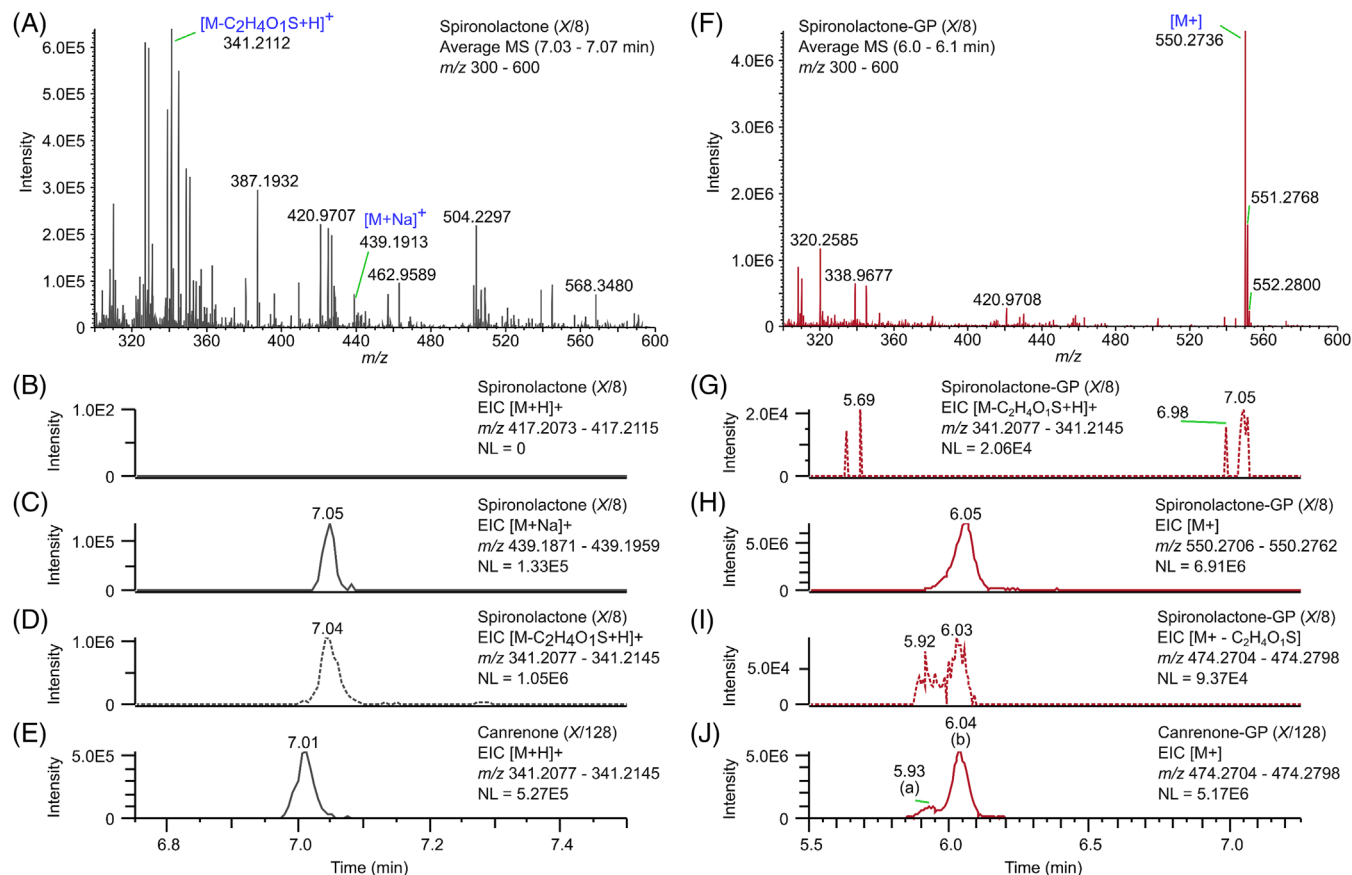 (A)
Spironolactone (X/8)
Average MS (7.03 - 7.07 min)
m/z 300 - 600
[M-C2H4O1S+H]+
341.2112
387.1932
420.9707
[M+Na]+
439.1913
462.9589
504.2297
568.3480
Intensity
6.0E5
5.0E5
4.0E5
3.0E5
2.0E5
1.0E5
0
320 360 400 440 480 520 560 600
m/z
(B)
Spironolactone (X/8)
EIC [M+H]+
m/z 417.2073 - 417.2115
NL = 0
Intensity
1.0E2
0
(C)
Spironolactone (X/8)
EIC [M+Na]+
m/z 439.1871 - 439.1959
NL = 1.33E5
7.05
Intensity
1.0E5
0
(D)
Spironolactone (X/8)
EIC [M-C2H4O1S+H]+
m/z 341.2077 - 341.2145
NL = 1.05E6
7.04
Intensity
1.0E6
0
(E)
Canrenone (X/128)
EIC [M+H]+
m/z 341.2077 - 341.2145
NL = 5.27E5
7.01
Intensity
5.0E5
0
6.8 7.0 7.2 7.4
Time (min)
(F)
Spironolactone-GP (X/8)
Average MS (6.0 - 6.1 min)
m/z 300 - 600
[M+]
550.2736
551.2768
552.2800
320.2585
338.9677
420.9708
Intensity
4.0E6
3.0E6
2.0E6
1.0E6
0
320 360 400 440 480 520 560 600
m/z
(G)
Spironolactone-GP (X/8)
EIC [M-C2H4O1S+H]+
m/z 341.2077 - 341.2145
NL = 2.06E4
5.69
6.98
7.05
Intensity
2.0E4
0
(H)
Spironolactone-GP (X/8)
EIC [M+]
m/z 550.2706 - 550.2762
NL = 6.91E6
6.05
Intensity
5.0E6
0
(I)
Spironolactone-GP (X/8)
EIC [M+ - C2H4O1S]
m/z 474.2704 - 474.2798
NL = 9.37E4
5.92
6.03
Intensity
5.0E4
0
(J)
Canrenone-GP (X/128)
EIC [M+]
m/z 474.2704 - 474.2798
NL = 5.17E6
5.93
(a)
6.04
(b)
Intensity
5.0E6
0
5.5 6.0 6.5 7.0
Time (min)